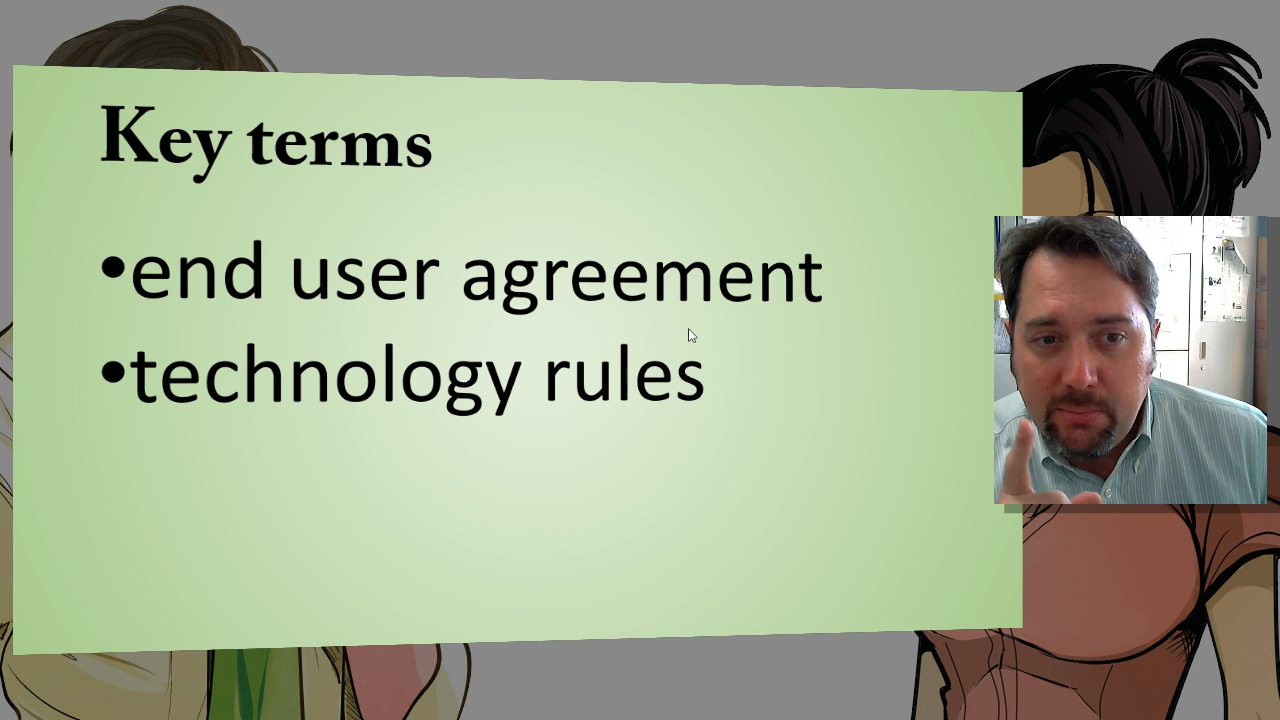 Key terms
•end user agreement
•technology rules